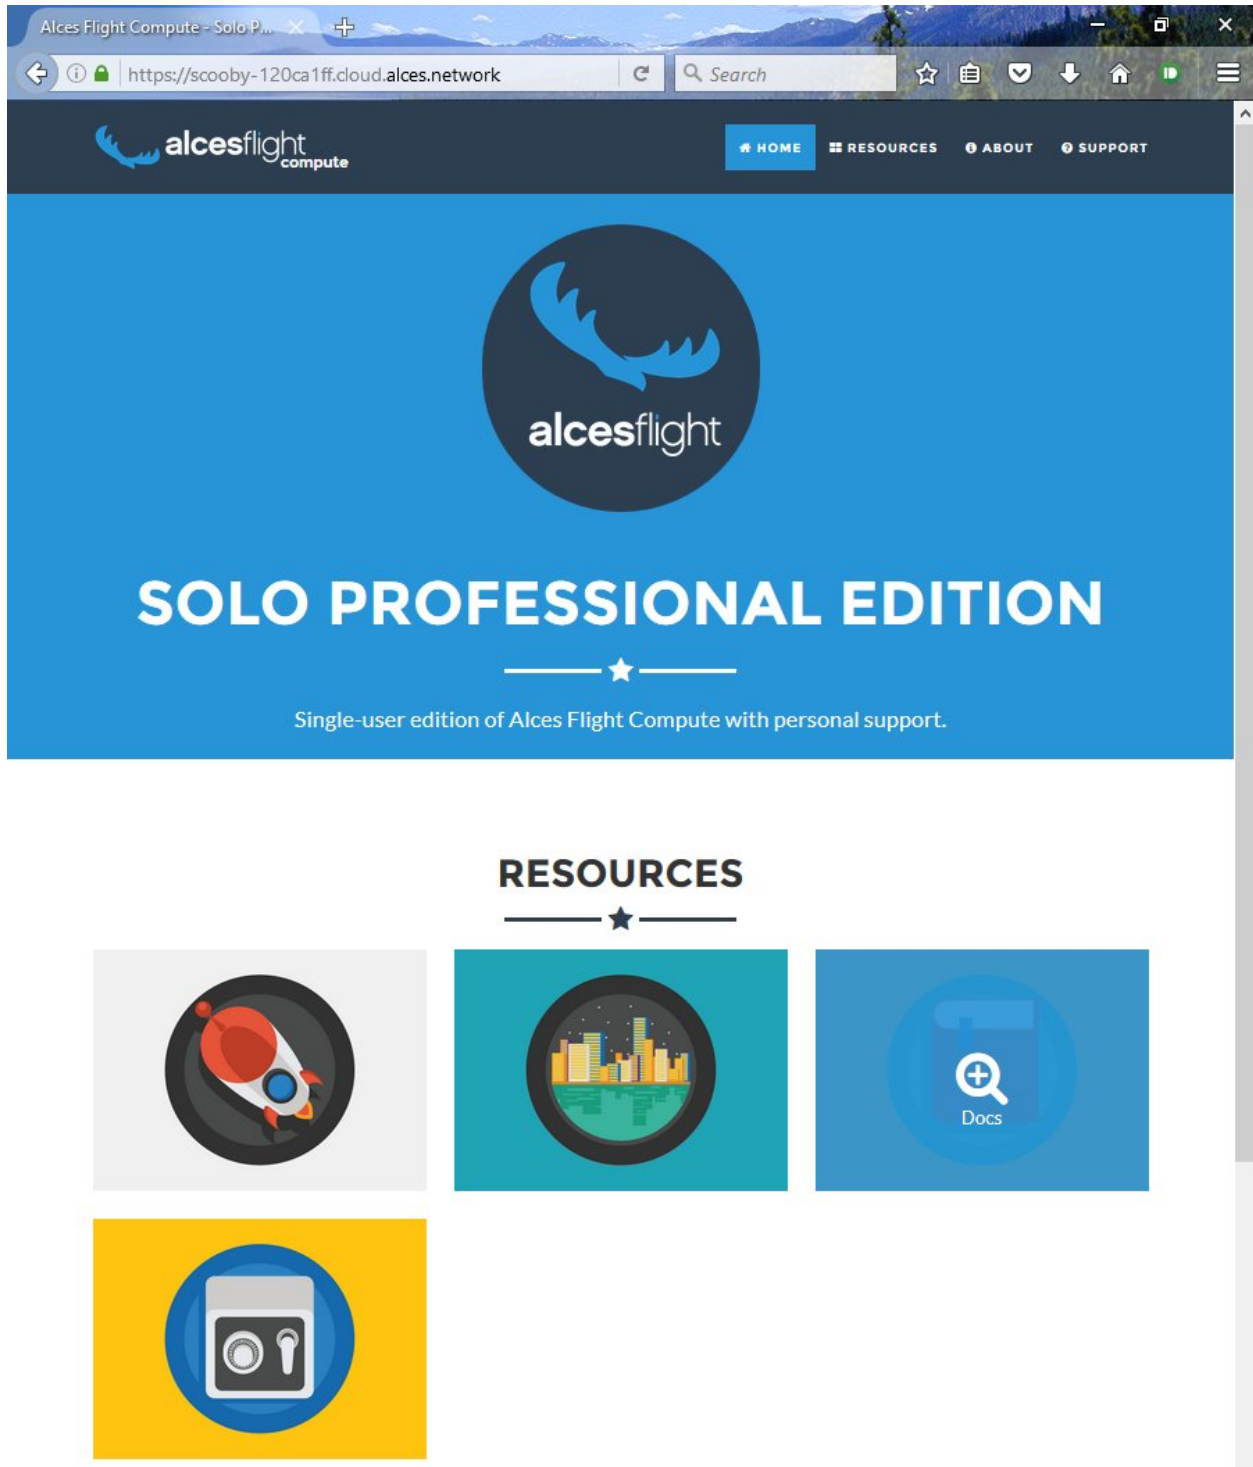 Alces Flight Compute - Solo P...
https://scooby-120ca1ff.cloud.alces.network
Search
alcesflight
compute
HOME RESOURCES ABOUT SUPPORT
alcesflight
SOLO PROFESSIONAL EDITION
Single-user edition of Alces Flight Compute with personal support.
RESOURCES
Docs